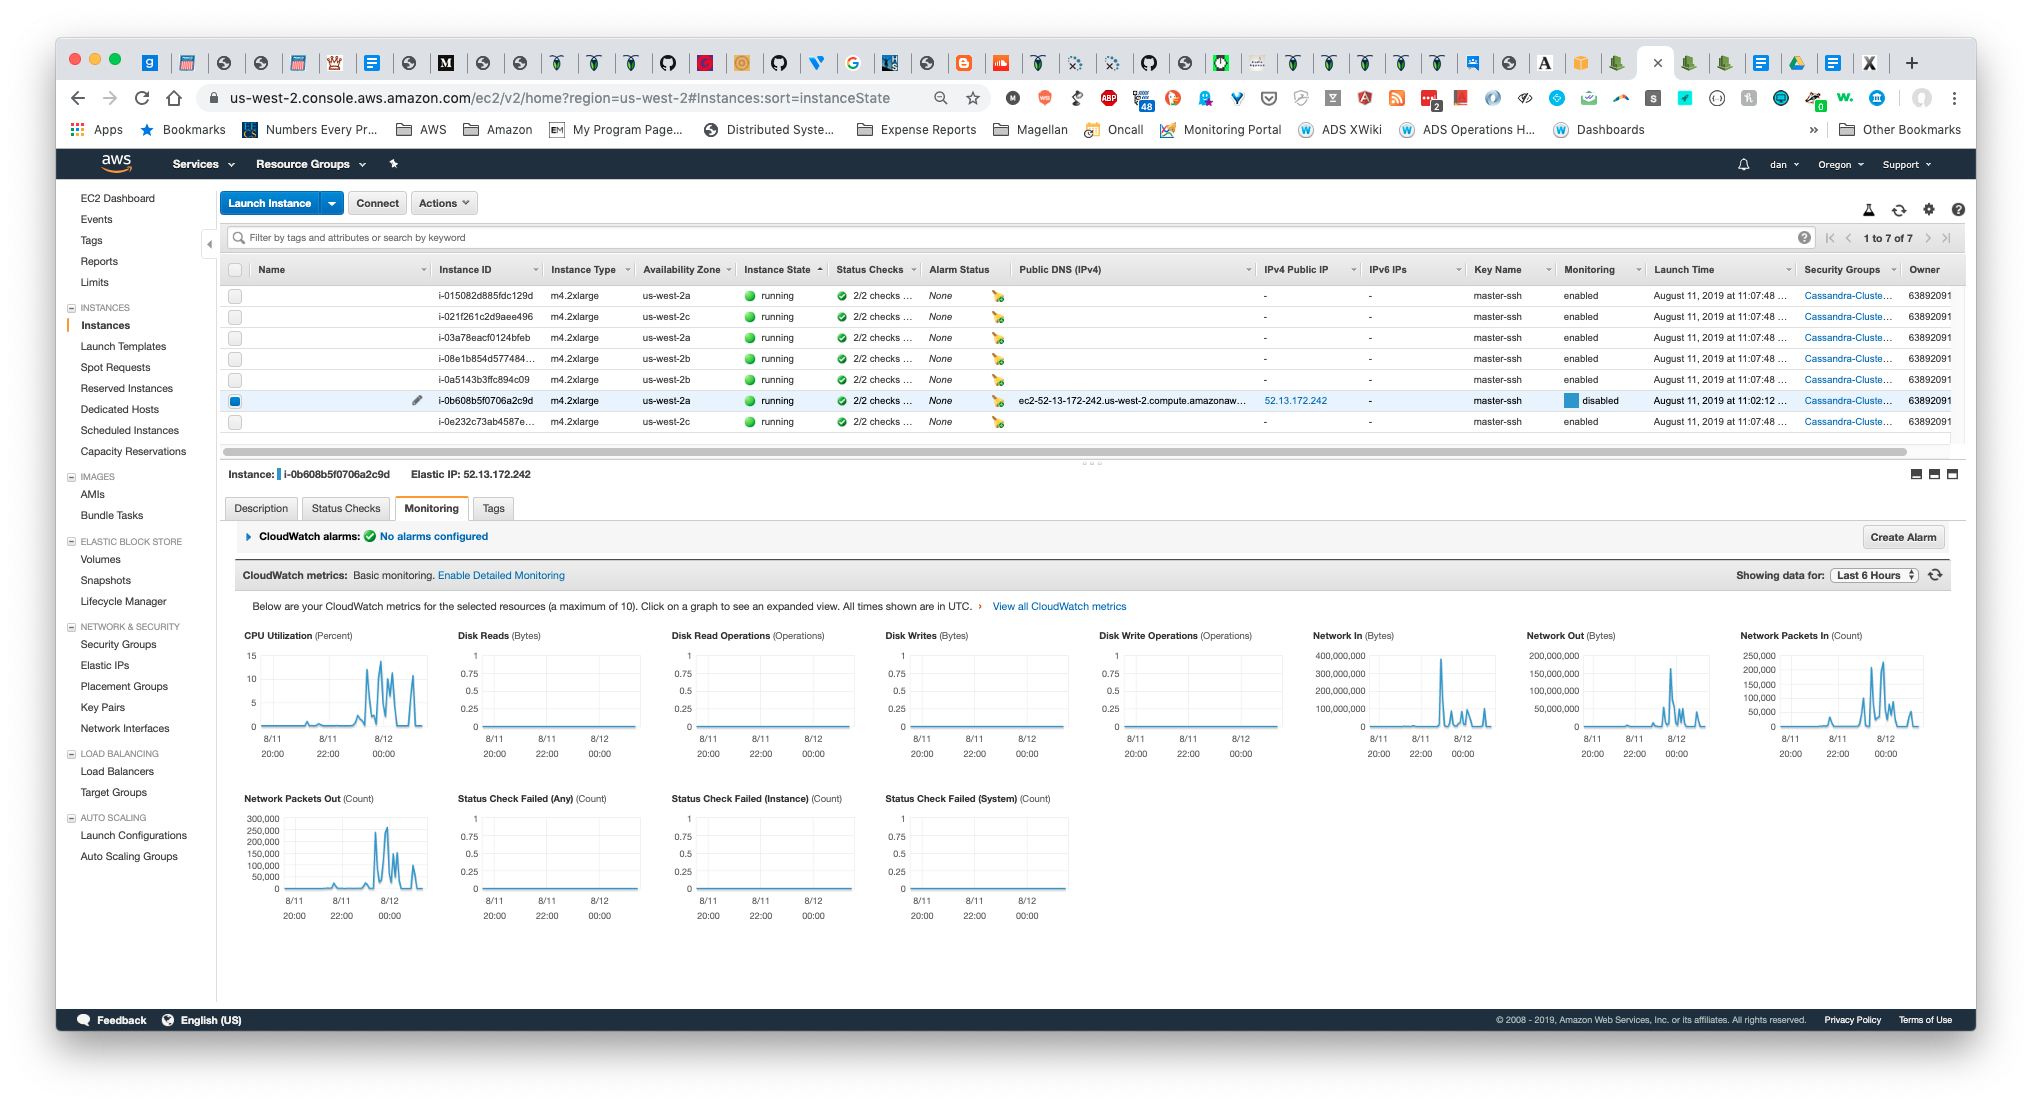 us-west-2.console.aws.amazon.com/ec2/v2/home?region=us-west-2#Instances:sort=instanceState
Apps Bookmarks Numbers Every Pr... AWS Amazon My Program Page... Distributed Syste... Expense Reports Magellan Oncall Monitoring Portal ADS XWiki ADS Operations H... Dashboards » Other Bookmarks
aws Services Resource Groups dan Oregon Support
EC2 Dashboard
Events
Tags
Reports
Limits
INSTANCES
Instances
Launch Templates
Spot Requests
Reserved Instances
Dedicated Hosts
Scheduled Instances
Capacity Reservations
IMAGES
AMIs
Bundle Tasks
ELASTIC BLOCK STORE
Volumes
Snapshots
Lifecycle Manager
NETWORK & SECURITY
Security Groups
Elastic IPs
Placement Groups
Key Pairs
Network Interfaces
LOAD BALANCING
Load Balancers
Target Groups
AUTO SCALING
Launch Configurations
Auto Scaling Groups
Launch Instance Connect Actions
Filter by tags and attributes or search by keyword 1 to 7 of 7
Name Instance ID Instance Type Availability Zone Instance State Status Checks Alarm Status Public DNS (IPv4) IPv4 Public IP IPv6 IPs Key Name Monitoring Launch Time Security Groups Owner
i-015082d885fdc129d m4.2xlarge us-west-2a running 2/2 checks ... None - - master-ssh enabled August 11, 2019 at 11:07:48 ... Cassandra-Cluste... 63892091
i-021f261c2d9aee496 m4.2xlarge us-west-2c running 2/2 checks ... None - - master-ssh enabled August 11, 2019 at 11:07:48 ... Cassandra-Cluste... 63892091
i-03a78eacf0124bfeb m4.2xlarge us-west-2a running 2/2 checks ... None - - master-ssh enabled August 11, 2019 at 11:07:48 ... Cassandra-Cluste... 63892091
i-08e1b854d577484... m4.2xlarge us-west-2b running 2/2 checks ... None - - master-ssh enabled August 11, 2019 at 11:07:48 ... Cassandra-Cluste... 63892091
i-0a5143b3ffc894c09 m4.2xlarge us-west-2b running 2/2 checks ... None - - master-ssh enabled August 11, 2019 at 11:07:48 ... Cassandra-Cluste... 63892091
i-0b608b5f0706a2c9d m4.2xlarge us-west-2a running 2/2 checks ... None ec2-52-13-172-242.us-west-2.compute.amazonaw... 52.13.172.242 - master-ssh disabled August 11, 2019 at 11:02:12 ... Cassandra-Cluste... 63892091
i-0e232c73ab4587e... m4.2xlarge us-west-2c running 2/2 checks ... None - - master-ssh enabled August 11, 2019 at 11:07:48 ... Cassandra-Cluste... 63892091
Instance: i-0b608b5f0706a2c9d Elastic IP: 52.13.172.242
Description Status Checks Monitoring Tags
CloudWatch alarms: No alarms configured Create Alarm
CloudWatch metrics: Basic monitoring. Enable Detailed Monitoring Showing data for: Last 6 Hours
Below are your CloudWatch metrics for the selected resources (a maximum of 10). Click on a graph to see an expanded view. All times shown are in UTC. › View all CloudWatch metrics
CPU Utilization (Percent)
15
10
5
0
8/11 8/11 8/12
20:00 22:00 00:00
Disk Reads (Bytes)
1
0.75
0.5
0.25
0
8/11 8/11 8/12
20:00 22:00 00:00
Disk Read Operations (Operations)
1
0.75
0.5
0.25
0
8/11 8/11 8/12
20:00 22:00 00:00
Disk Writes (Bytes)
1
0.75
0.5
0.25
0
8/11 8/11 8/12
20:00 22:00 00:00
Disk Write Operations (Operations)
1
0.75
0.5
0.25
0
8/11 8/11 8/12
20:00 22:00 00:00
Network In (Bytes)
400,000,000
300,000,000
200,000,000
100,000,000
0
8/11 8/11 8/12
20:00 22:00 00:00
Network Out (Bytes)
200,000,000
150,000,000
100,000,000
50,000,000
0
8/11 8/11 8/12
20:00 22:00 00:00
Network Packets In (Count)
250,000
200,000
150,000
100,000
50,000
0
8/11 8/11 8/12
20:00 22:00 00:00
Network Packets Out (Count)
300,000
250,000
200,000
150,000
100,000
50,000
0
8/11 8/11 8/12
20:00 22:00 00:00
Status Check Failed (Any) (Count)
1
0.75
0.5
0.25
0
8/11 8/11 8/12
20:00 22:00 00:00
Status Check Failed (Instance) (Count)
1
0.75
0.5
0.25
0
8/11 8/11 8/12
20:00 22:00 00:00
Status Check Failed (System) (Count)
1
0.75
0.5
0.25
0
8/11 8/11 8/12
20:00 22:00 00:00
Feedback English (US) © 2008 - 2019, Amazon Web Services, Inc. or its affiliates. All rights reserved. Privacy Policy Terms of Use